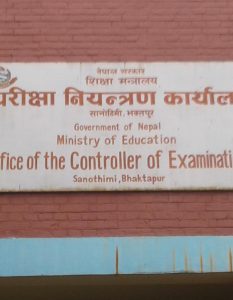 नेपाल सरकार
शिक्षा मन्त्रालय
परीक्षा नियन्त्रण कार्याल
सानोठिमी, भक्तपुर
Government of Nepal
Ministry of Education
ffice of the Controller of Examinati
Sanothimi, Bhaktapur